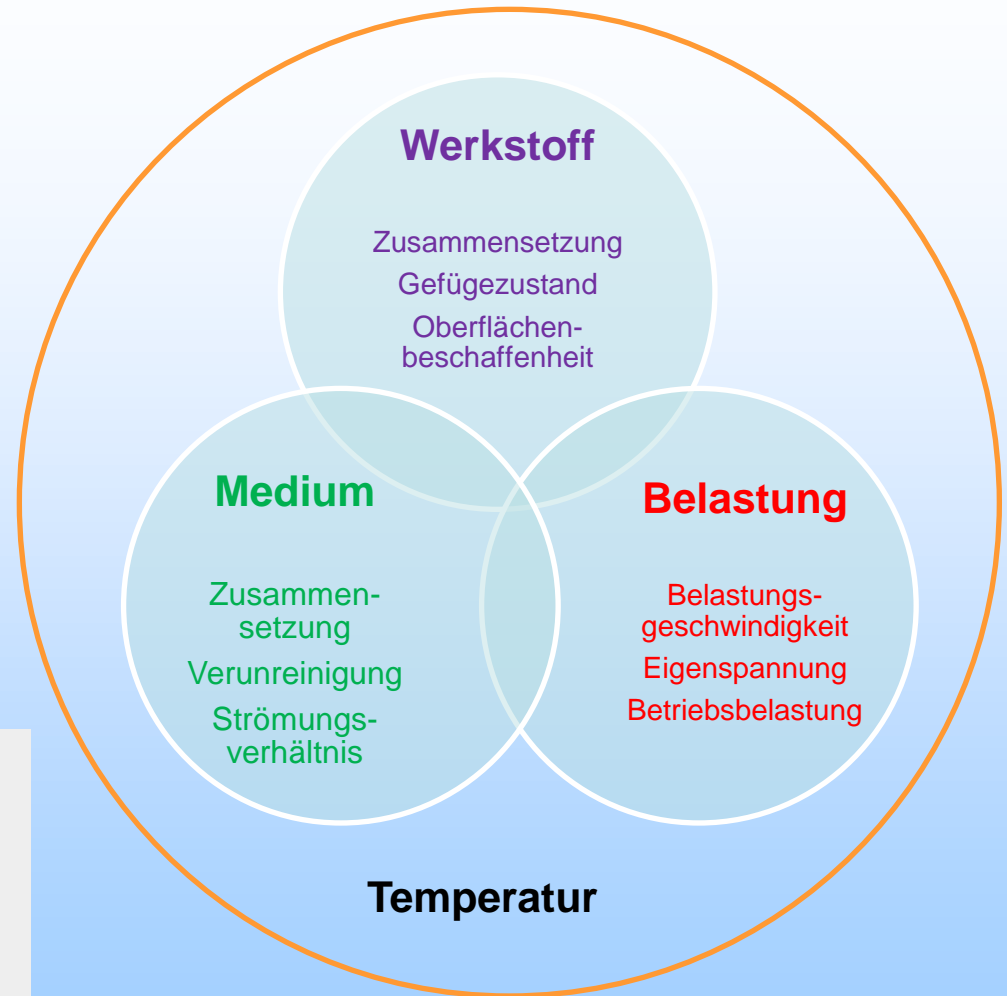 Werkstoff
Zusammensetzung
Gefügezustand
Oberflächen-
beschaffenheit
Medium
Zusammen-
setzung
Verunreinigung
Strömungs-
verhältnis
Belastung
Belastungs-
geschwindigkeit
Eigenspannung
Betriebsbelastung
Temperatur